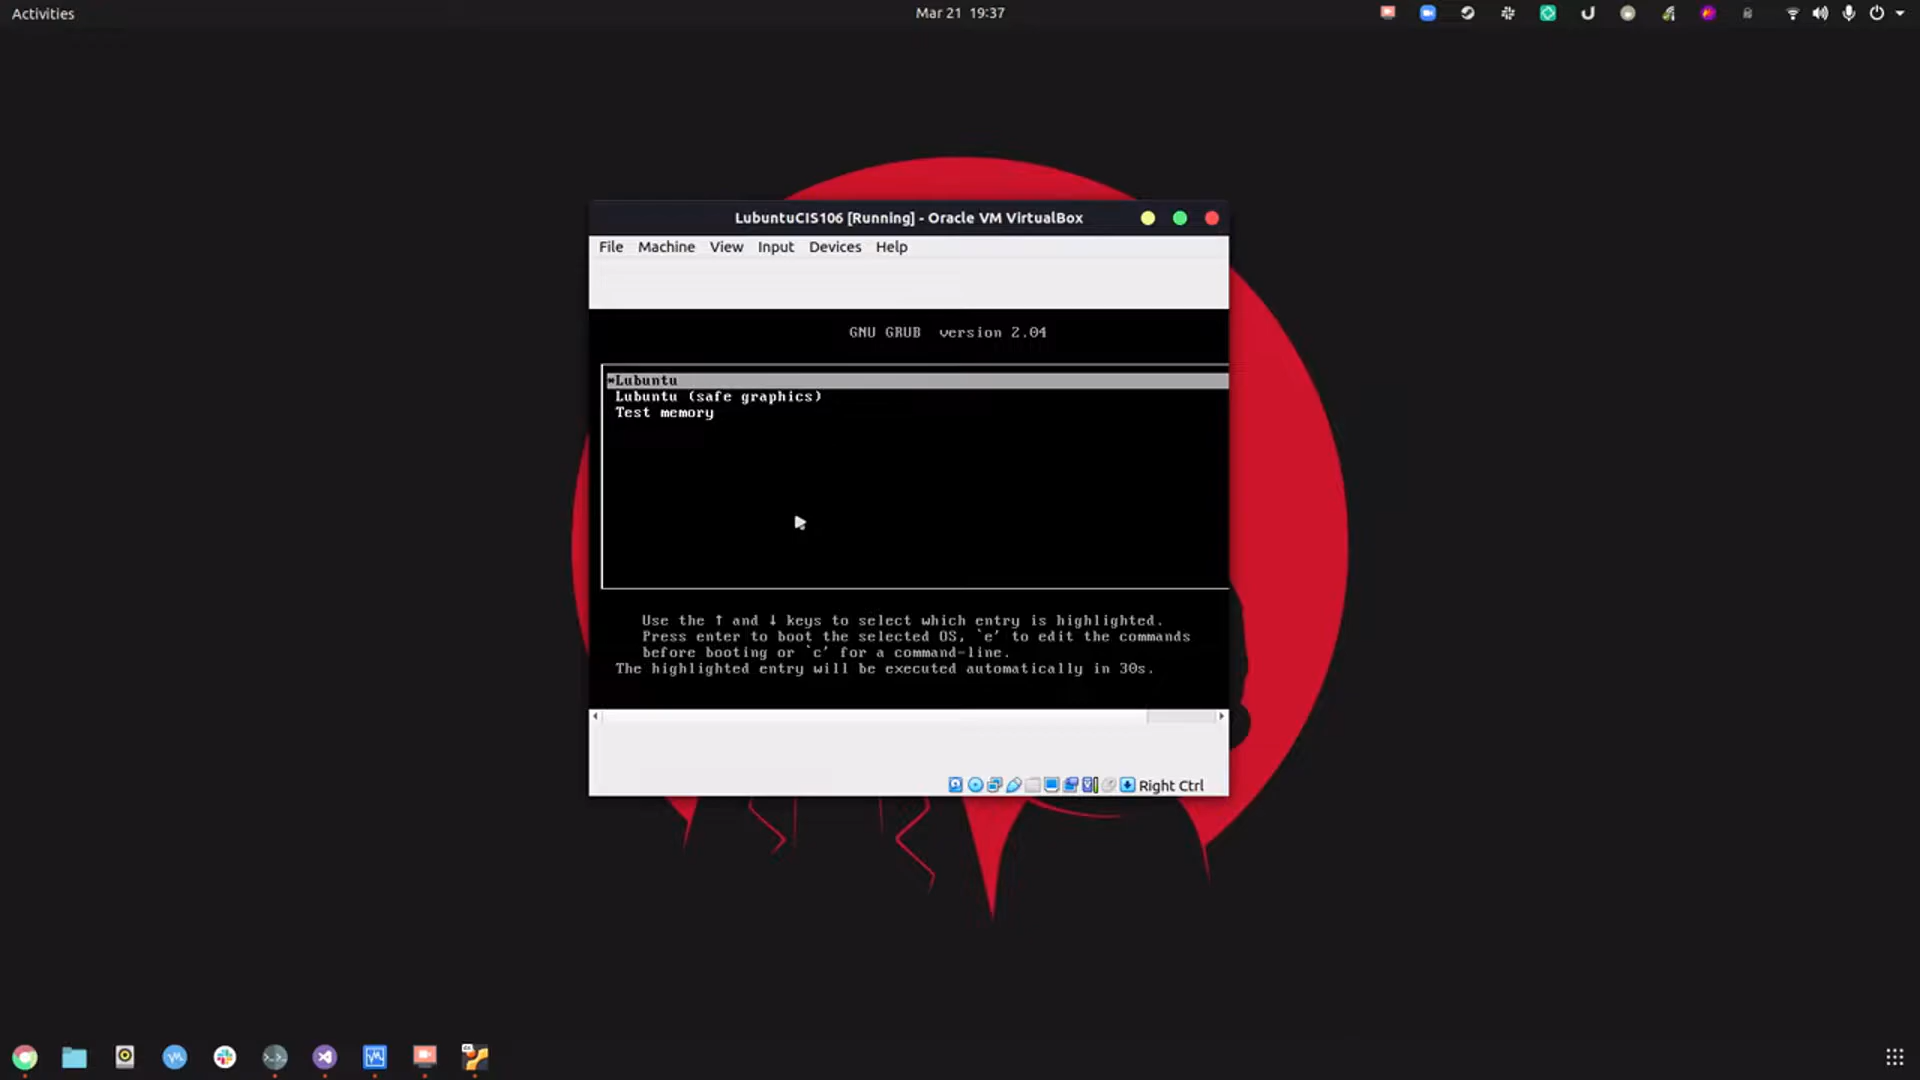 Activities
Mar 21 19:37
LubuntuCIS106 [Running] - Oracle VM VirtualBox
File Machine View Input Devices Help
GNU GRUB version 2.04
*Lubuntu
Lubuntu (safe graphics)
Test memory
Use the ↑ and ↓ keys to select which entry is highlighted.
Press enter to boot the selected OS, `e' to edit the commands
before booting or `c' for a command-line.
The highlighted entry will be executed automatically in 30s.
Right Ctrl